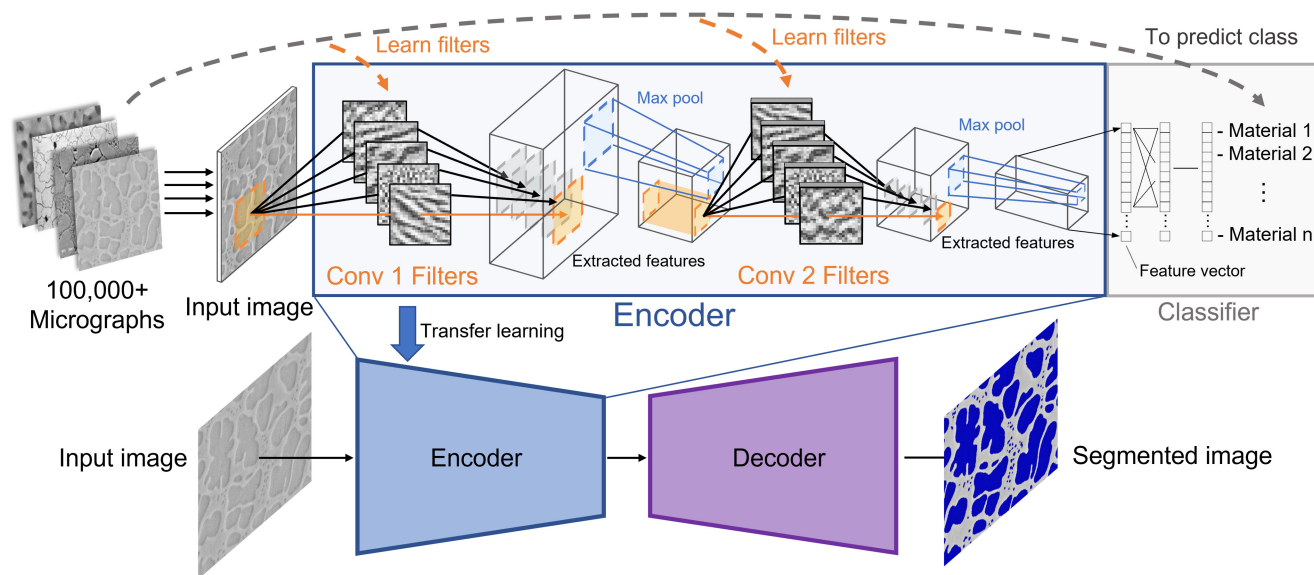 Learn filters
Learn filters
To predict class
Max pool
Max pool
- Material 1
- Material 2
- Material n
Extracted features
Extracted features
Feature vector
Conv 1 Filters
Conv 2 Filters
100,000+
Micrographs
Input image
Encoder
Classifier
Transfer learning
Input image
Encoder
Decoder
Segmented image